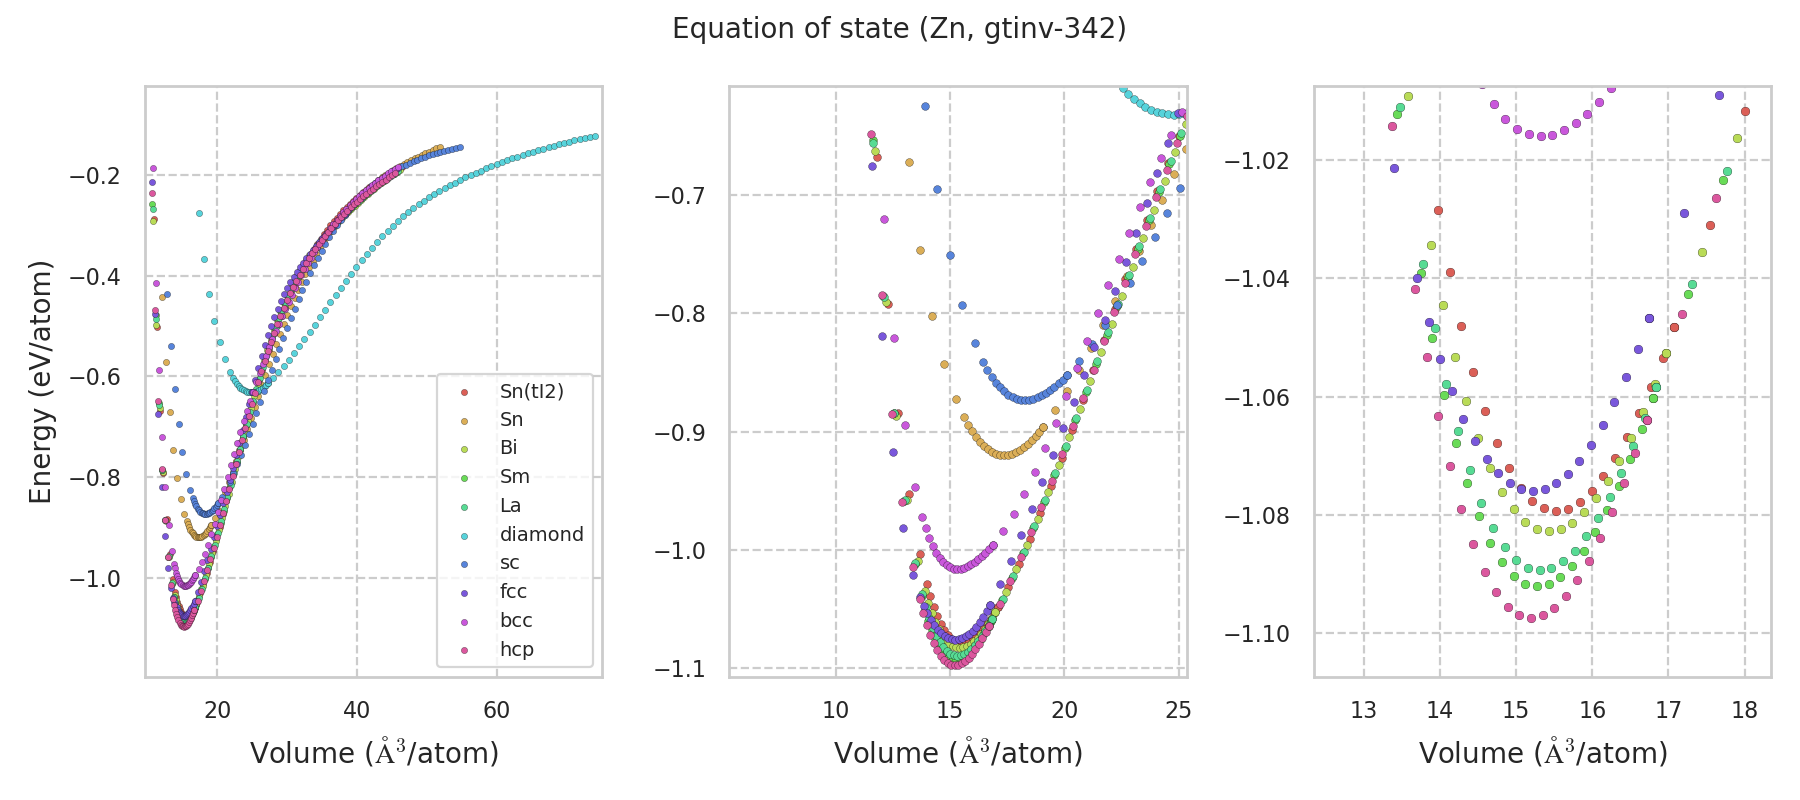 Equation of state (Zn, gtinv-342)
Energy (eV/atom)
−0.2
−0.4
−0.6
−0.8
−1.0
20 40 60
Volume (Å³/atom)
Sn(tI2)
Sn
Bi
Sm
La
diamond
sc
fcc
bcc
hcp
−0.7
−0.8
−0.9
−1.0
−1.1
10 15 20 25
Volume (Å³/atom)
−1.02
−1.04
−1.06
−1.08
−1.10
13 14 15 16 17 18
Volume (Å³/atom)